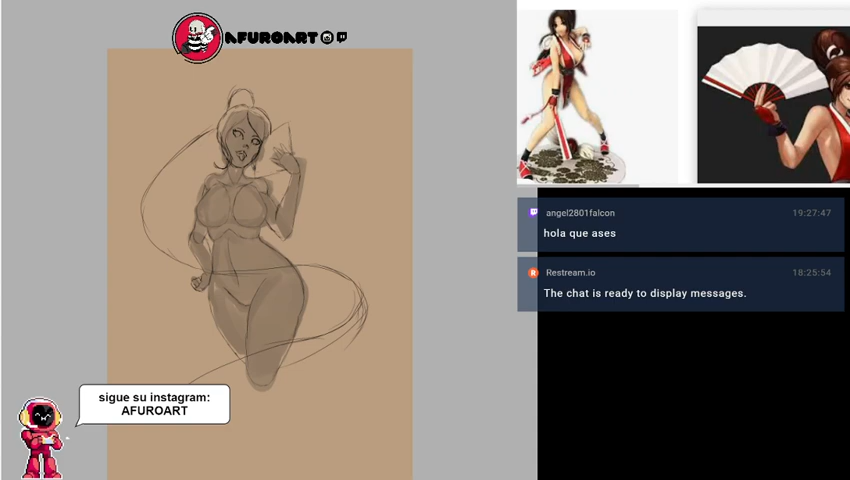 AFUROART
angel2801falcon 19:27:47
hola que ases
Restream.io 18:25:54
The chat is ready to display messages.
sigue su instagram:
AFUROART